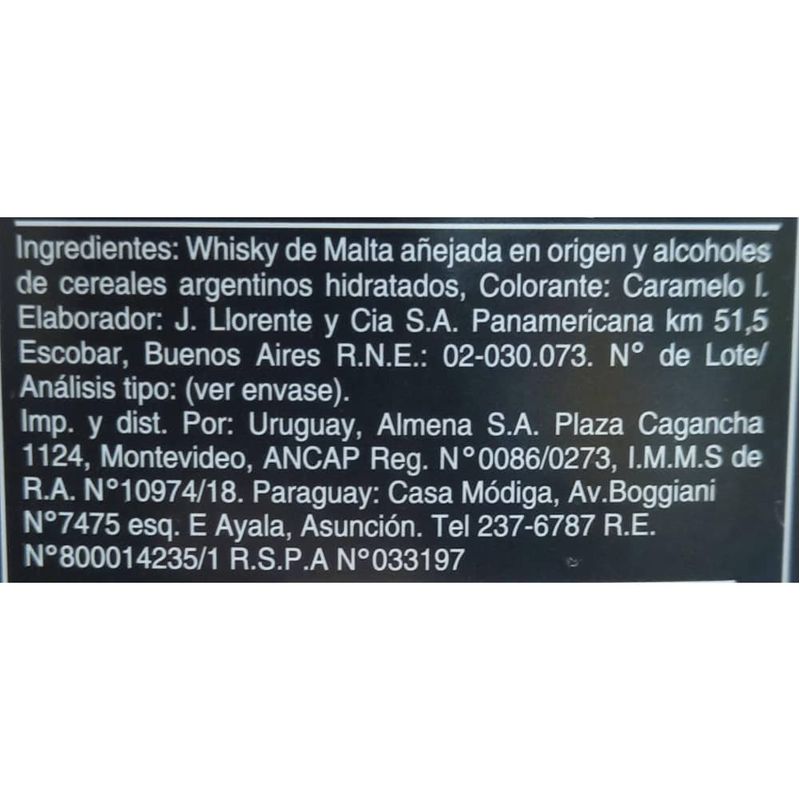 Ingredientes: Whisky de Malta añejada en origen y alcoholes
de cereales argentinos hidratados, Colorante: Caramelo I.
Elaborador: J. Llorente y Cia S.A. Panamericana km 51,5
Escobar, Buenos Aires R.N.E.: 02-030.073. N° de Lote/
Análisis tipo: (ver envase).
Imp. y dist. Por: Uruguay, Almena S.A. Plaza Cagancha
1124, Montevideo, ANCAP Reg. N°0086/0273, I.M.M.S de
R.A. N°10974/18. Paraguay: Casa Módiga, Av.Boggiani
N°7475 esq. E Ayala, Asunción. Tel 237-6787 R.E.
N°800014235/1 R.S.P.A N°033197